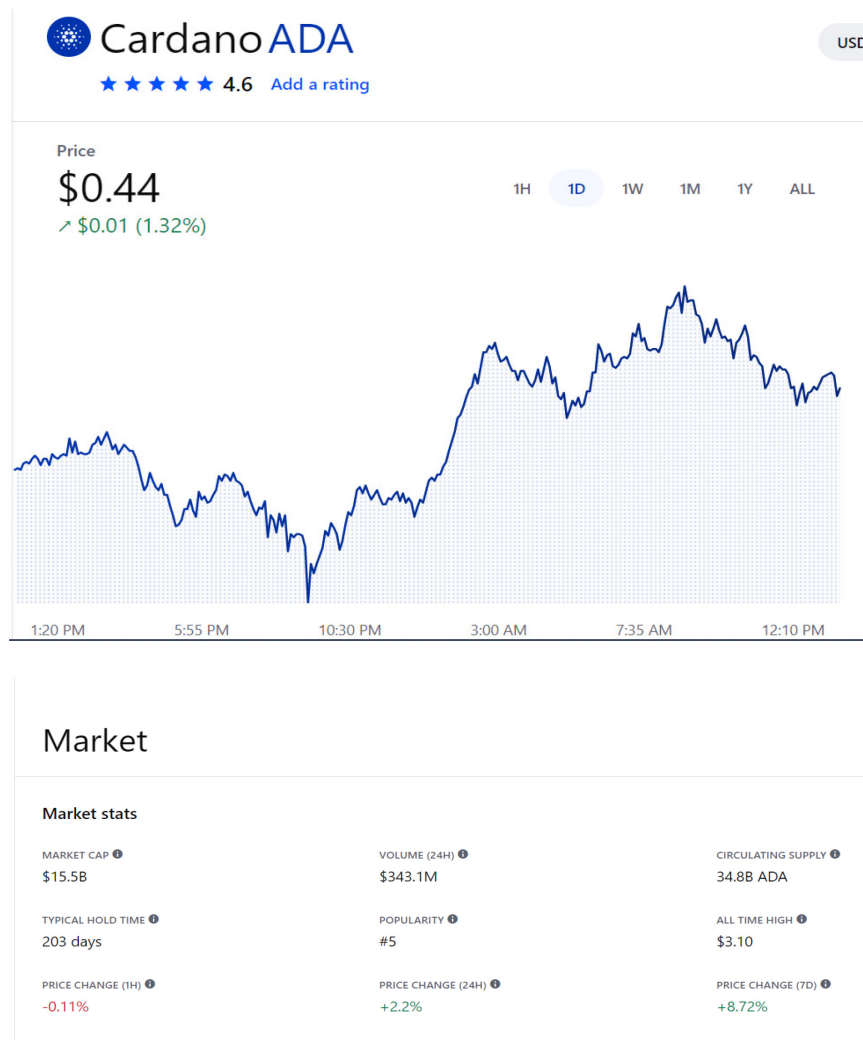 Cardano ADA
USD
4.6 Add a rating
Price
$0.44
1H 1D 1W 1M 1Y ALL
↗ $0.01 (1.32%)
1:20 PM 5:55 PM 10:30 PM 3:00 AM 7:35 AM 12:10 PM
Market
Market stats
MARKET CAP VOLUME (24H) CIRCULATING SUPPLY
$15.5B $343.1M 34.8B ADA
TYPICAL HOLD TIME POPULARITY ALL TIME HIGH
203 days #5 $3.10
PRICE CHANGE (1H) PRICE CHANGE (24H) PRICE CHANGE (7D)
-0.11% +2.2% +8.72%